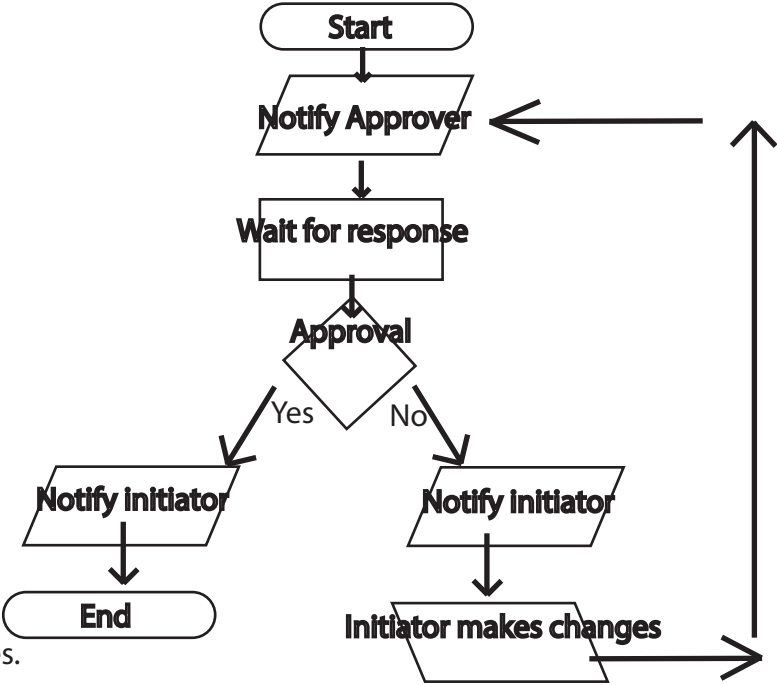 Start
Notify Approver
Wait for response
Approval
Yes
No
Notify initiator
Notify initiator
End
Initiator makes changes